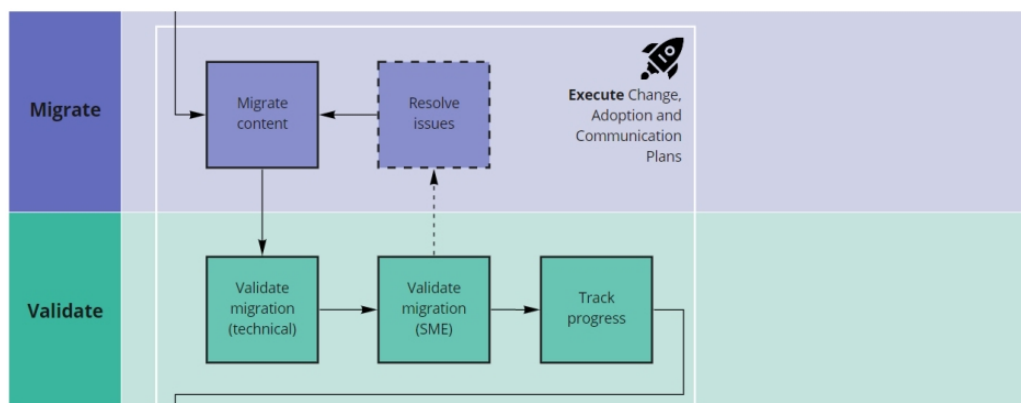 Migrate
Migrate
content
Resolve
issues
Execute Change,
Adoption and
Communication
Plans
Validate
Validate
migration
(technical)
Validate
migration
(SME)
Track
progress